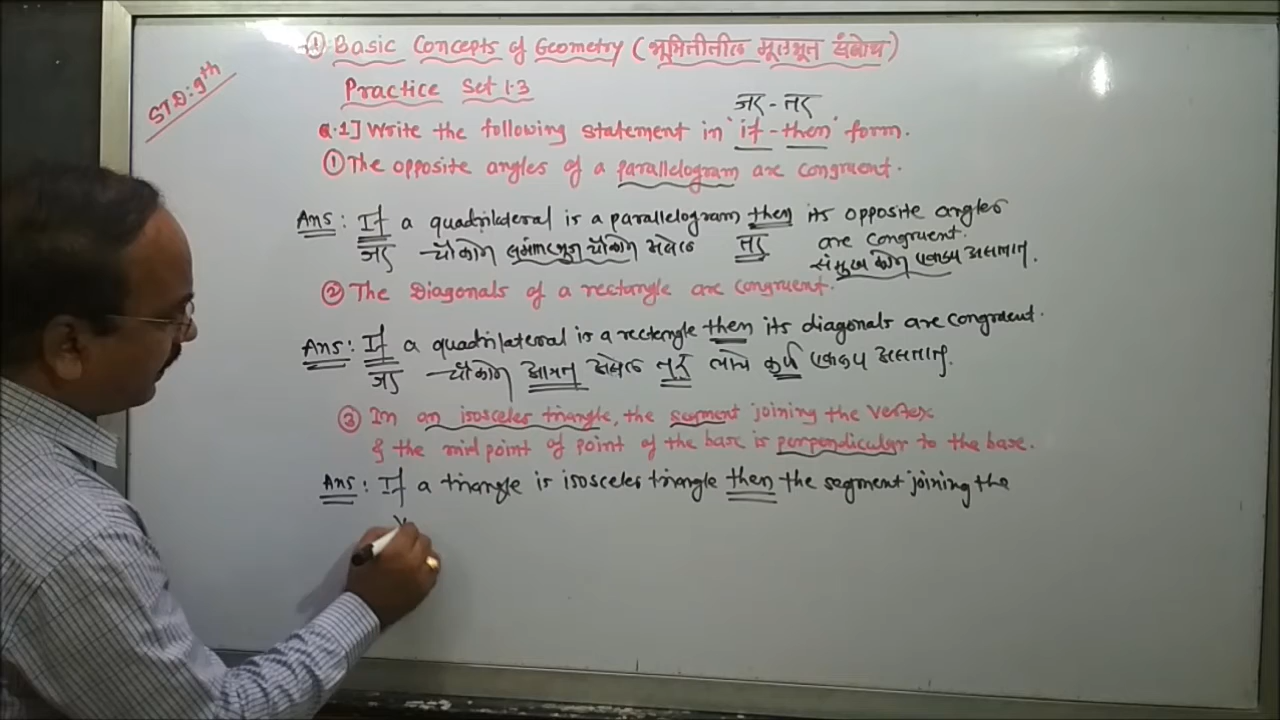 ① Basic Concepts of Geometry (भूमितीतील मूलभूत संबोध)
STD: 9th
Practice Set 1.3
जर - तर
Q.1] Write the following statement in 'if-then' form.
① The opposite angles of a parallelogram are congruent.
Ans: If a quadrilateral is a parallelogram then its opposite angles
are congruent.
जर चौकोन समांतरभुज चौकोन असेल तर संमुख कोन एकरूप असतात.
② The Diagonals of a rectangle are congruent.
Ans: If a quadrilateral is a rectangle then its diagonals are congruent.
जर चौकोन आयत असेल तर त्याचे कर्ण एकरूप असतात.
③ In an isosceles triangle, the segment joining the vertex
& the mid point of point of the base is perpendicular to the base.
Ans: If a triangle is isosceles triangle then the segment joining the